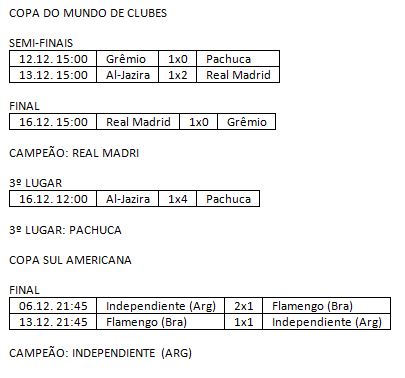 COPA DO MUNDO DE CLUBES
SEMI-FINAIS
12.12. 15:00 Grêmio 1x0 Pachuca
13.12. 15:00 Al-Jazira 1x2 Real Madrid
FINAL
16.12. 15:00 Real Madrid 1x0 Grêmio
CAMPEÃO: REAL MADRI
3º LUGAR
16.12. 12:00 Al-Jazira 1x4 Pachuca
3º LUGAR: PACHUCA
COPA SUL AMERICANA
FINAL
06.12. 21:45 Independiente (Arg) 2x1 Flamengo (Bra)
13.12. 21:45 Flamengo (Bra) 1x1 Independiente (Arg)
CAMPEÃO: INDEPENDIENTE (ARG)